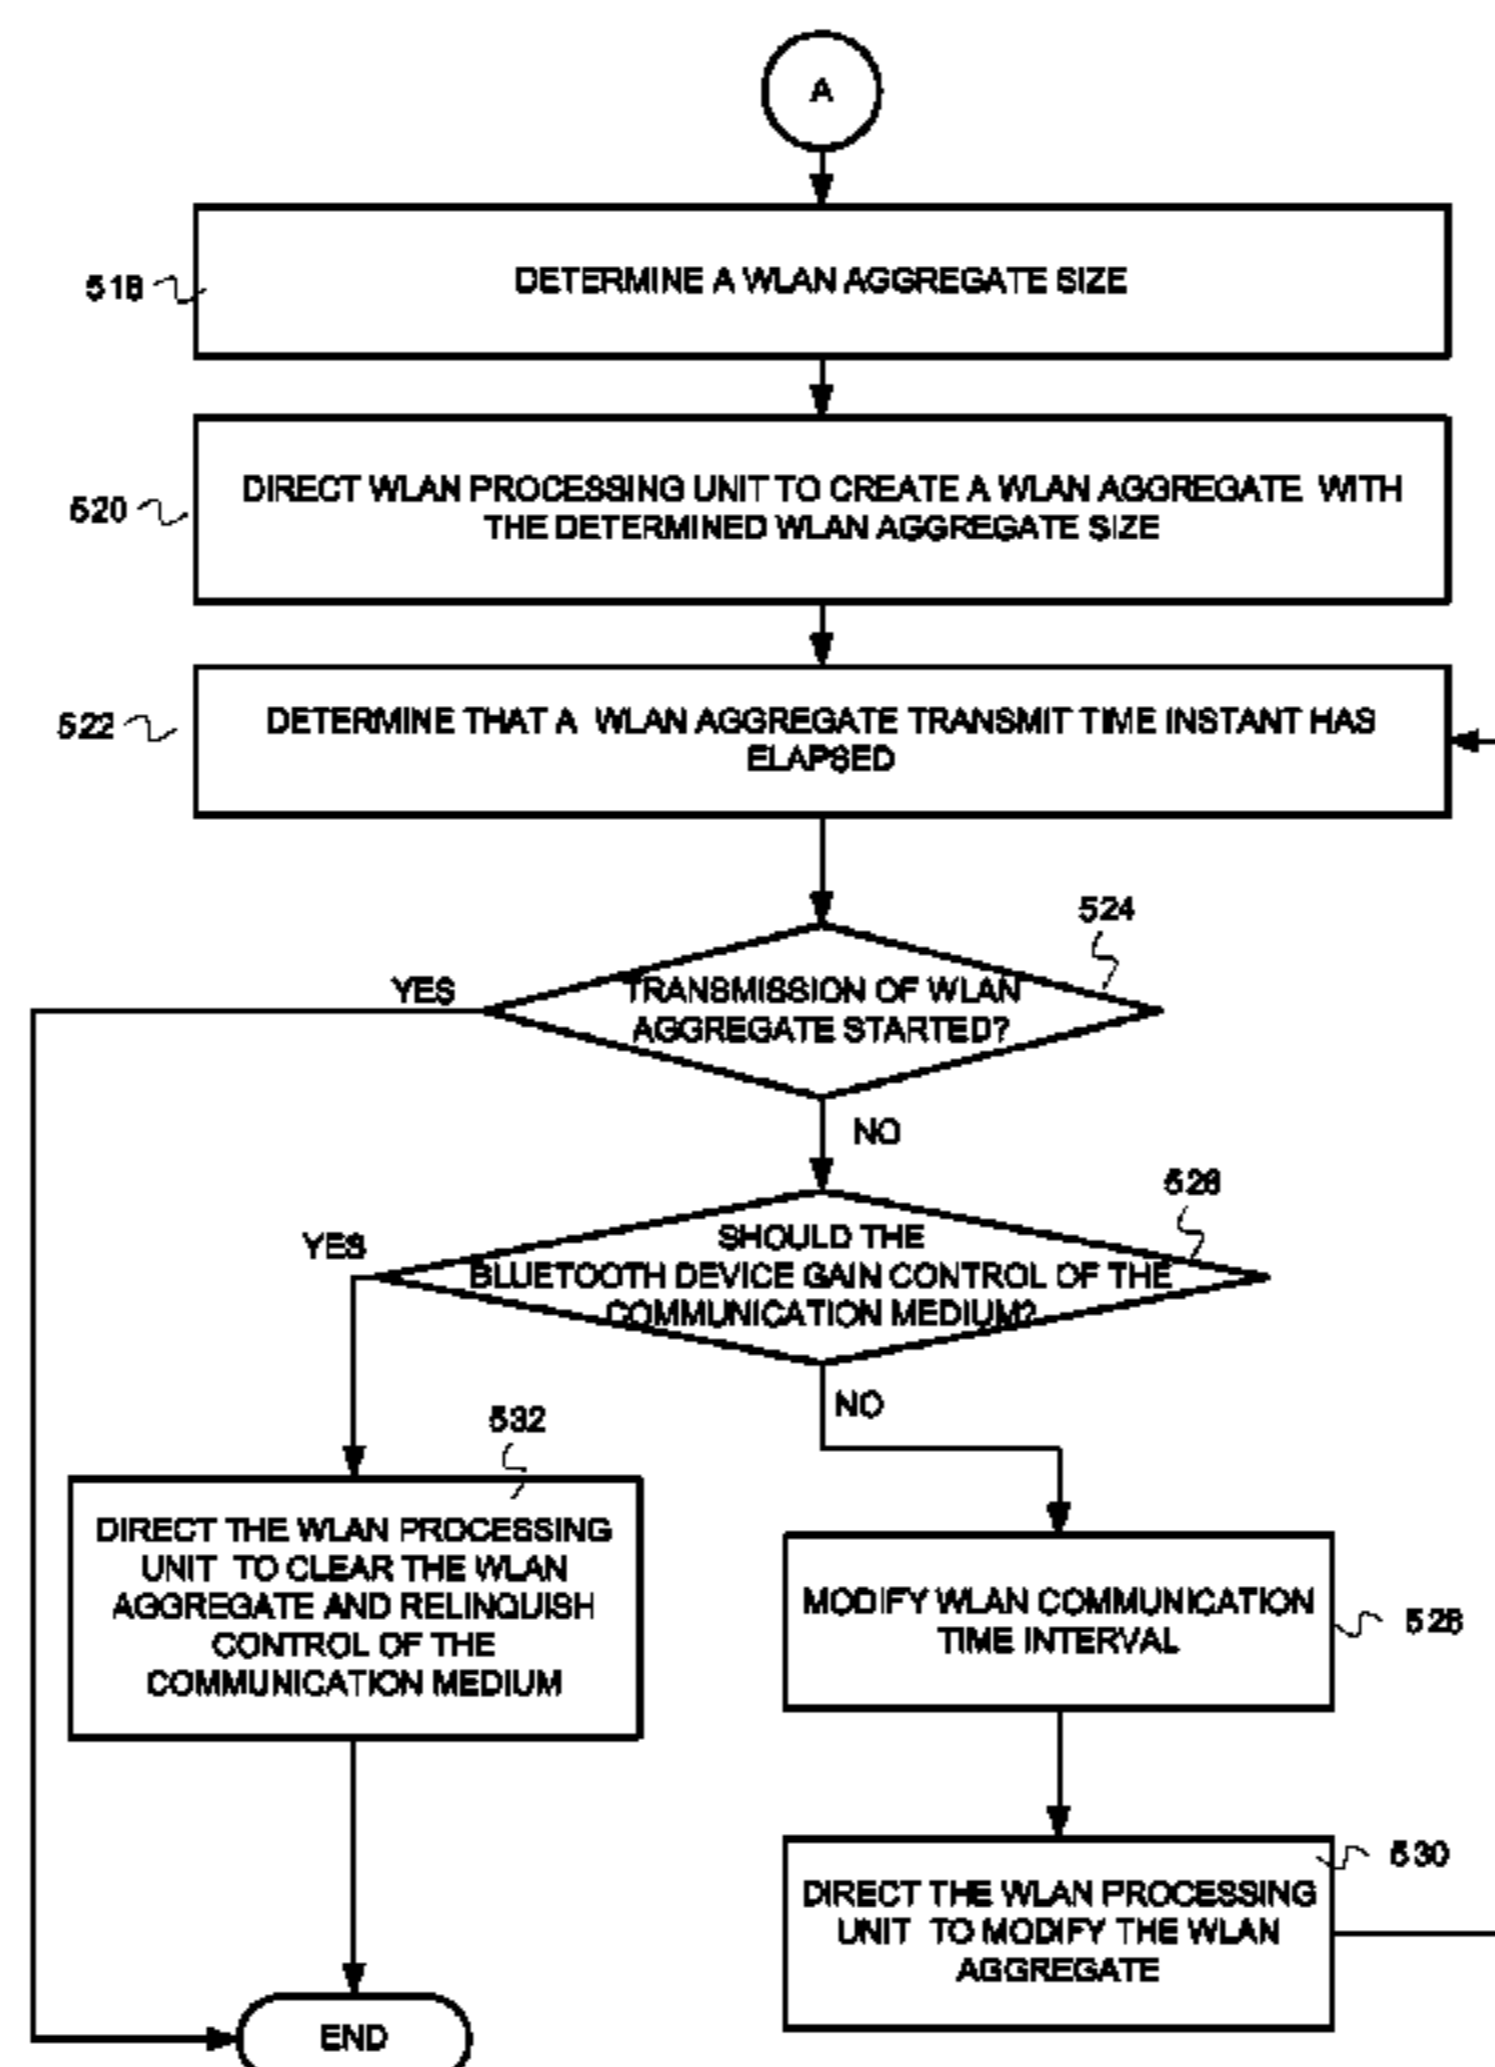 A
518
DETERMINE A WLAN AGGREGATE SIZE
520
DIRECT WLAN PROCESSING UNIT TO CREATE A WLAN AGGREGATE WITH
THE DETERMINED WLAN AGGREGATE SIZE
522
DETERMINE THAT A WLAN AGGREGATE TRANSMIT TIME INSTANT HAS
ELAPSED
524
YES
TRANSMISSION OF WLAN
AGGREGATE STARTED?
NO
526
YES
SHOULD THE
BLUETOOTH DEVICE GAIN CONTROL OF THE
COMMUNICATION MEDIUM?
NO
532
DIRECT THE WLAN PROCESSING
UNIT TO CLEAR THE WLAN
AGGREGATE AND RELINQUISH
CONTROL OF THE
COMMUNICATION MEDIUM
MODIFY WLAN COMMUNICATION
TIME INTERVAL
528
530
DIRECT THE WLAN PROCESSING
UNIT TO MODIFY THE WLAN
AGGREGATE
END